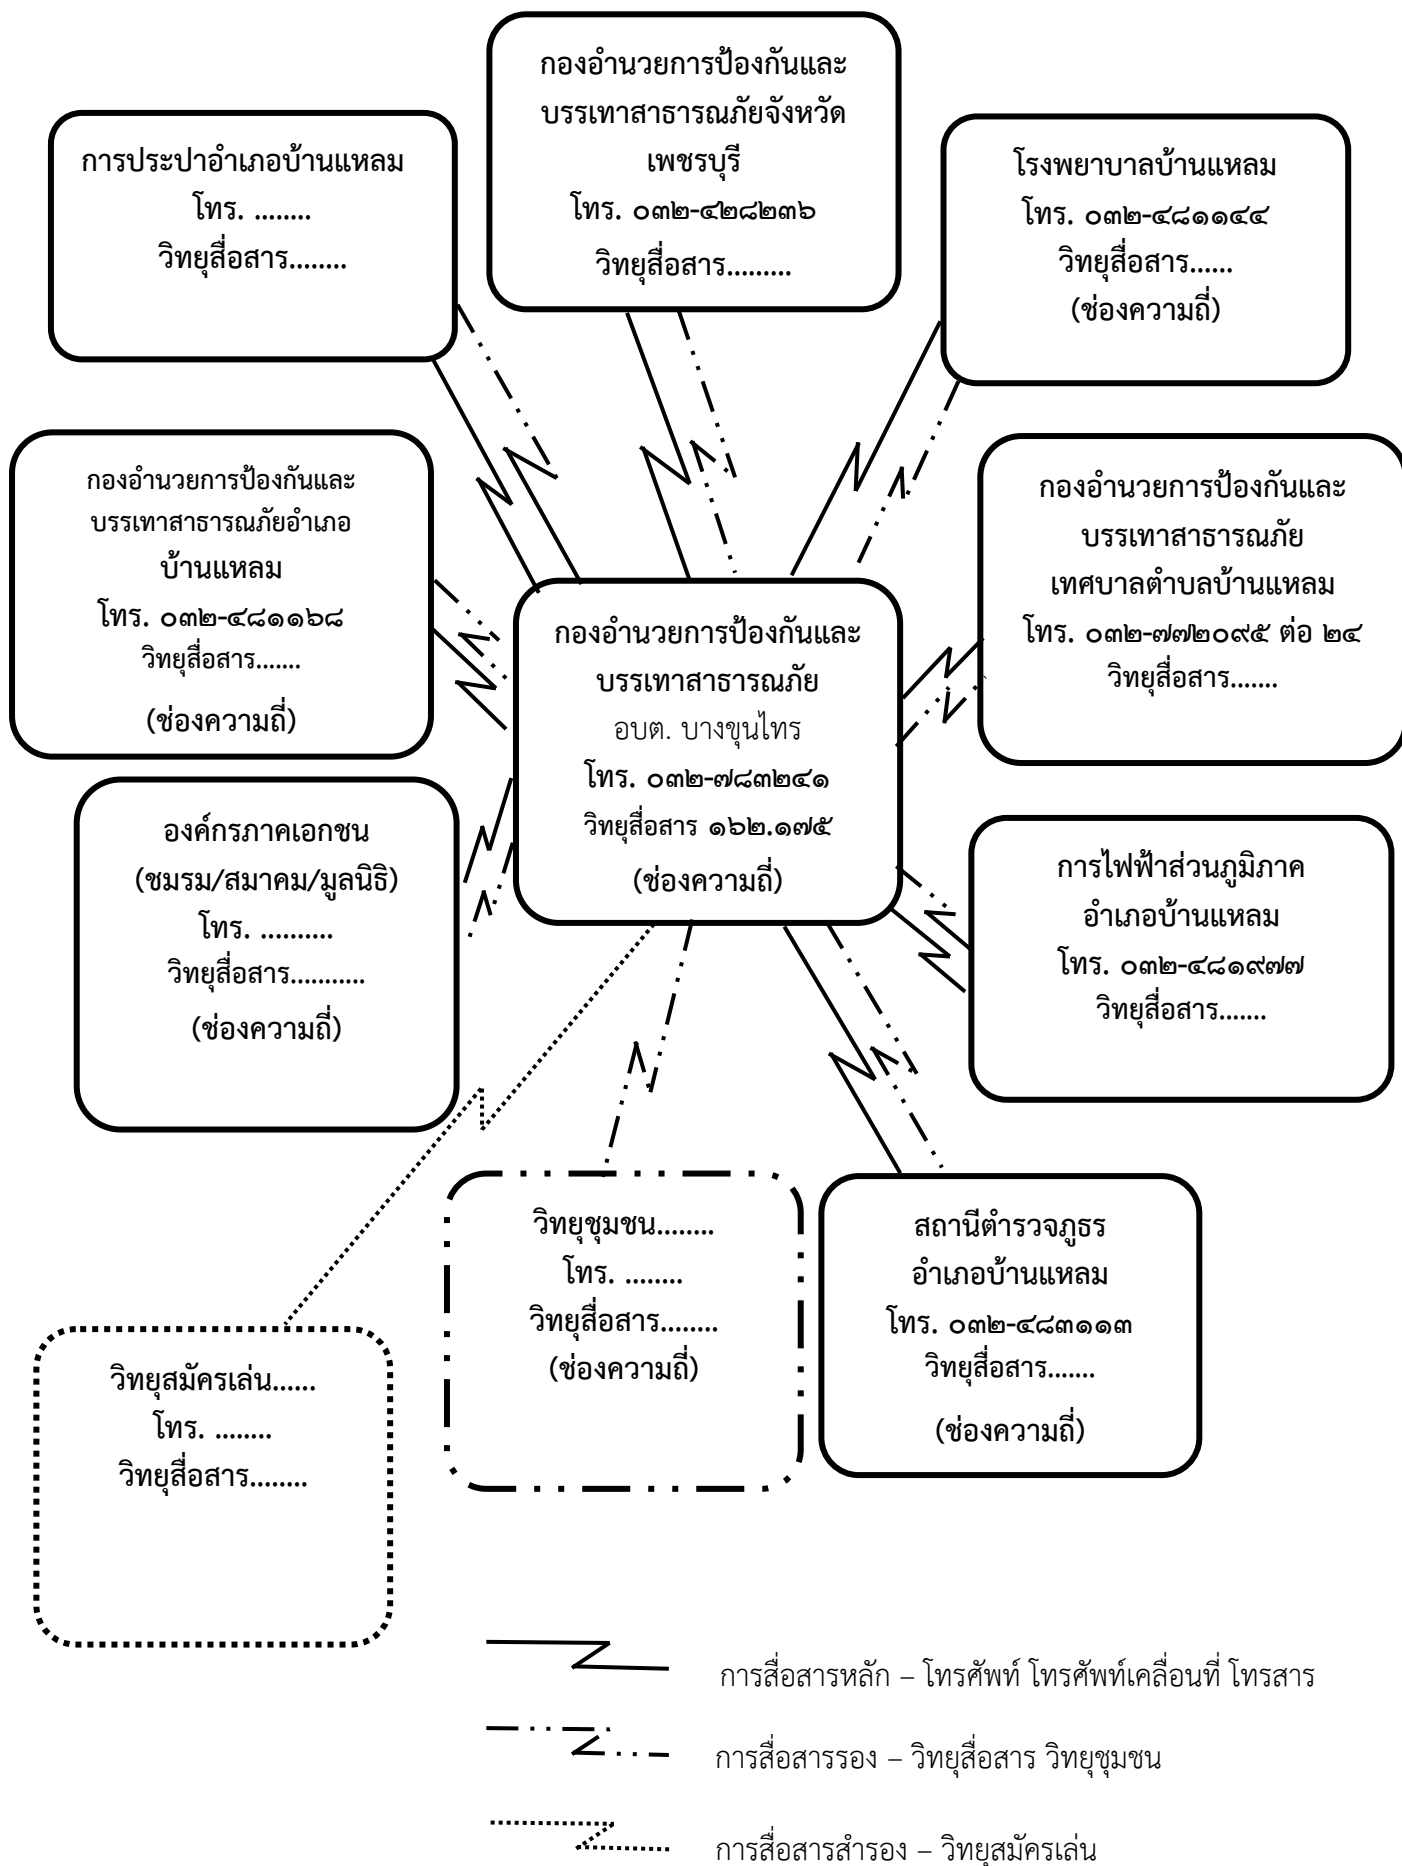 กองอำนวยการป้องกันและ
บรรเทาสาธารณภัยจังหวัด
เพชรบุรี
โทร. ๐๓๒-๔๒๘๒๓๖
วิทยุสื่อสาร.........
การประปาอำเภอบ้านแหลม
โทร. ........
วิทยุสื่อสาร........
โรงพยาบาลบ้านแหลม
โทร. ๐๓๒-๔๘๑๑๔๔
วิทยุสื่อสาร......
(ช่องความถี่)
กองอำนวยการป้องกันและ
บรรเทาสาธารณภัยอำเภอ
บ้านแหลม
โทร. ๐๓๒-๔๘๑๑๖๘
วิทยุสื่อสาร.......
(ช่องความถี่)
กองอำนวยการป้องกันและ
บรรเทาสาธารณภัย
เทศบาลตำบลบ้านแหลม
โทร. ๐๓๒-๗๗๒๐๙๕ ต่อ ๒๔
วิทยุสื่อสาร.......
กองอำนวยการป้องกันและ
บรรเทาสาธารณภัย
อบต. บางขุนไทร
โทร. ๐๓๒-๗๘๓๒๔๑
วิทยุสื่อสาร ๑๖๒.๑๗๕
(ช่องความถี่)
องค์กรภาคเอกชน
(ชมรม/สมาคม/มูลนิธิ)
โทร. ..........
วิทยุสื่อสาร...........
(ช่องความถี่)
การไฟฟ้าส่วนภูมิภาค
อำเภอบ้านแหลม
โทร. ๐๓๒-๔๘๑๙๗๗
วิทยุสื่อสาร.......
วิทยุชุมชน........
โทร. ........
วิทยุสื่อสาร........
(ช่องความถี่)
สถานีตำรวจภูธร
อำเภอบ้านแหลม
โทร. ๐๓๒-๔๘๓๑๑๓
วิทยุสื่อสาร.......
(ช่องความถี่)
วิทยุสมัครเล่น......
โทร. ........
วิทยุสื่อสาร........
การสื่อสารหลัก – โทรศัพท์ โทรศัพท์เคลื่อนที่ โทรสาร
การสื่อสารรอง – วิทยุสื่อสาร วิทยุชุมชน
การสื่อสารสำรอง – วิทยุสมัครเล่น